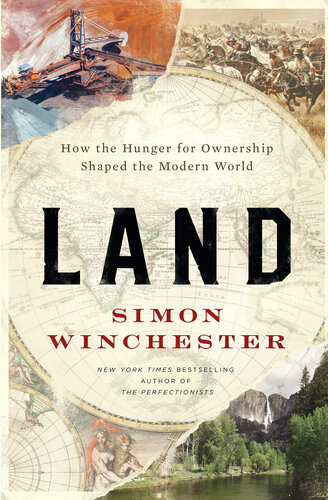 How the Hunger for Ownership
Shaped the Modern World
LAND
SIMON
WINCHESTER
NEW YORK TIMES BESTSELLING
AUTHOR OF
THE PERFECTIONISTS